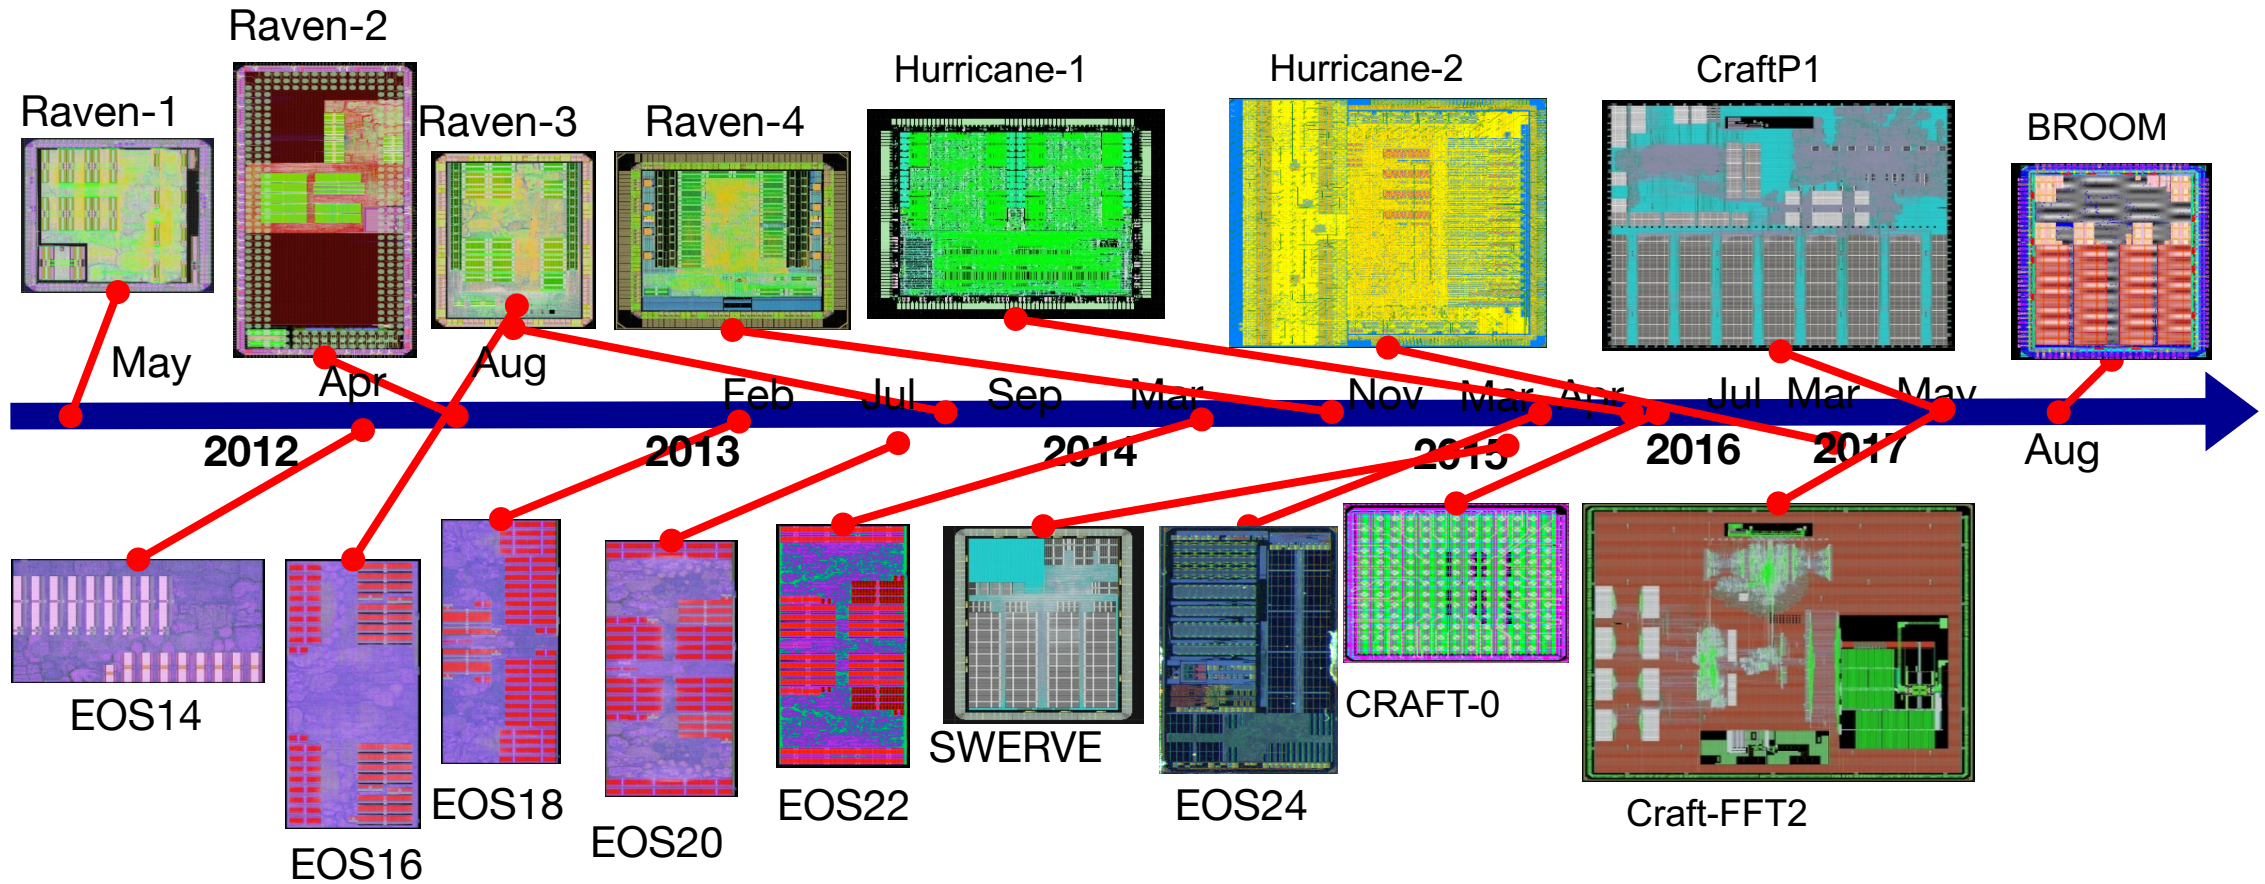 Raven-1
Raven-2
Raven-3
Raven-4
Hurricane-1
Hurricane-2
CraftP1
BROOM
May
Apr
Aug
Feb
Jul
Sep
Mar
Nov
Mar
Apr
Jul
Mar
May
Aug
2012
2013
2014
2015
2016
2017
EOS14
EOS16
EOS18
EOS20
EOS22
SWERVE
EOS24
CRAFT-0
Craft-FFT2